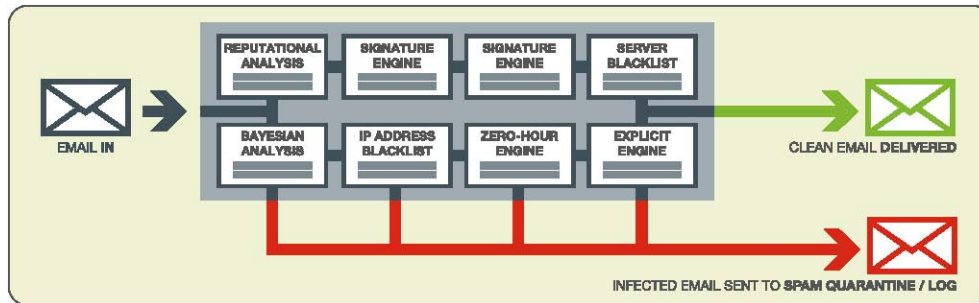 REPUTATIONAL
ANALYSIS
SIGNATURE
ENGINE
SIGNATURE
ENGINE
SERVER
BLACKLIST
EMAIL IN
BAYESIAN
ANALYSIS
IP ADDRESS
BLACKLIST
ZERO-HOUR
ENGINE
EXPLICIT
ENGINE
CLEAN EMAIL DELIVERED
INFECTED EMAIL SENT TO SPAM QUARANTINE / LOG